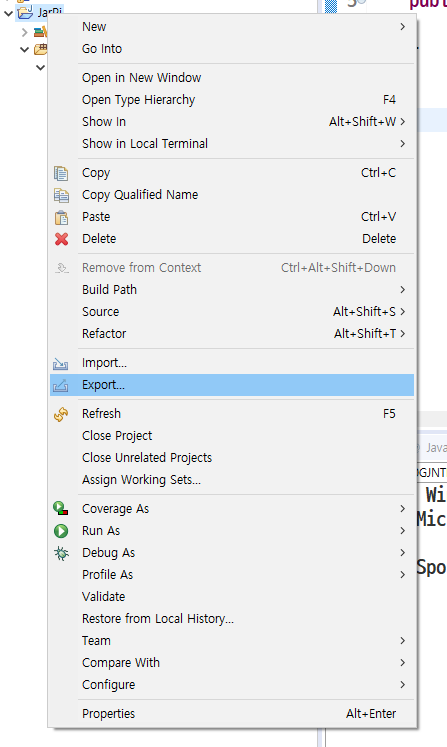 JarPi
5
publ
New
Go Into
Open in New Window
Open Type Hierarchy F4
Show In Alt+Shift+W >
Show in Local Terminal
Copy Ctrl+C
Copy Qualified Name
Paste Ctrl+V
Delete Delete
Remove from Context Ctrl+Alt+Shift+Down
Build Path
Source Alt+Shift+S >
Refactor Alt+Shift+T >
Import...
Export...
Refresh F5
Close Project
Close Unrelated Projects
Assign Working Sets...
Coverage As
Run As
Debug As
Profile As
Validate
Restore from Local History...
Team
Compare With
Configure
Properties Alt+Enter
Java
GJNT
Wi
Mic
Spo